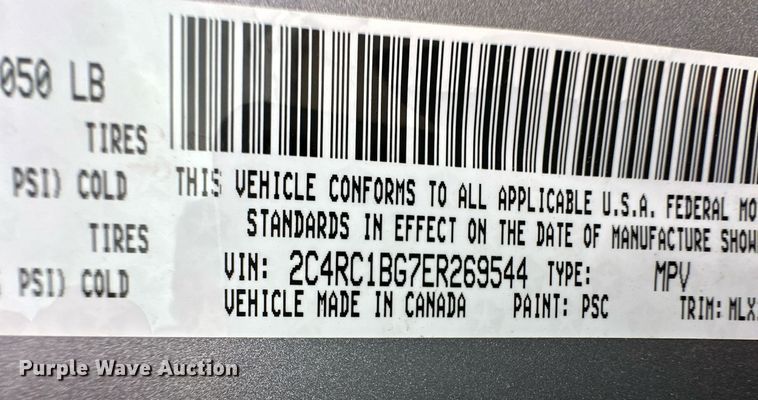 050 LB
TIRES
PSI) COLD
TIRES
PSI) COLD
THIS VEHICLE CONFORMS TO ALL APPLICABLE U.S.A. FEDERAL MO
STANDARDS IN EFFECT ON THE DATE OF MANUFACTURE SHOW
VIN: 2C4RC1BG7ER269544 TYPE: MPV
VEHICLE MADE IN CANADA PAINT: PSC TRIM: MLX
Purple Wave Auction